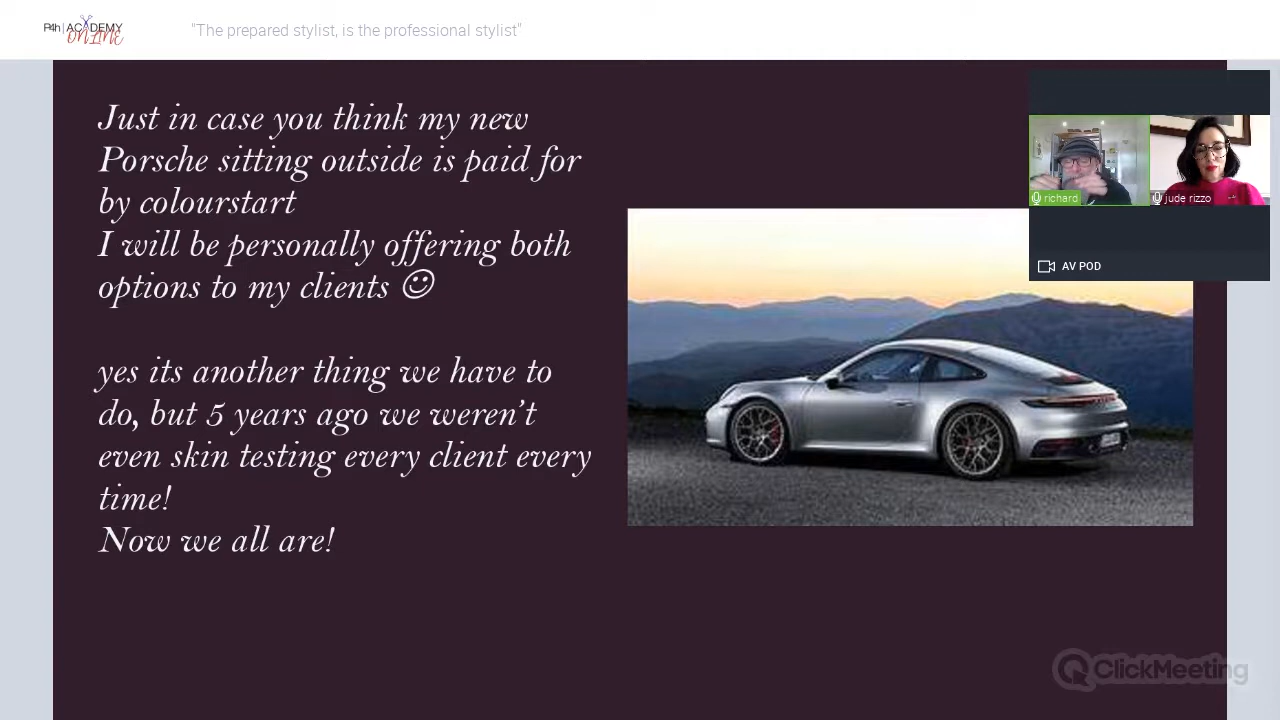 P4h | ACADEMY
ONLINE
"The prepared stylist, is the professional stylist"
Just in case you think my new
Porsche sitting outside is paid for
by colourstart
I will be personally offering both
options to my clients ☺
yes its another thing we have to
do, but 5 years ago we weren't
even skin testing every client every
time!
Now we all are!
richard
jude rizzo
AV POD
ClickMeeting